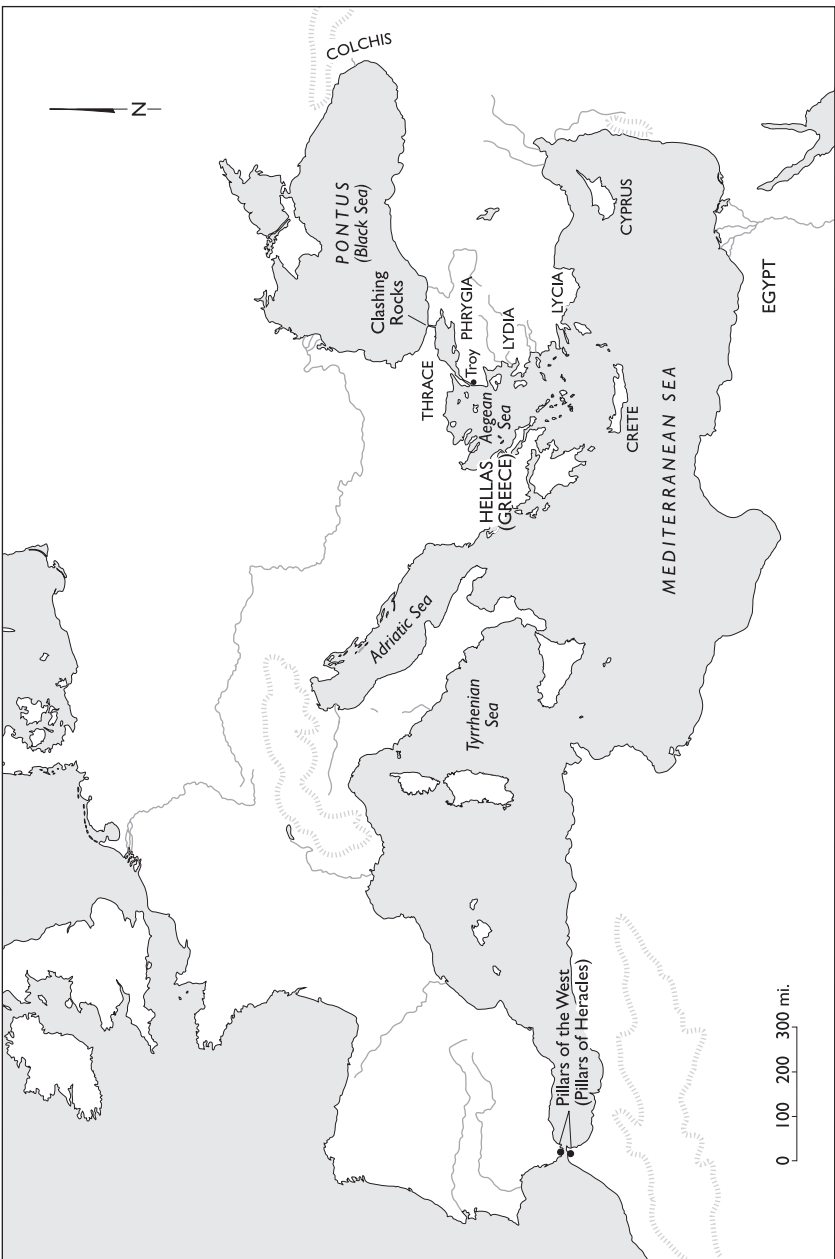 COLCHIS
N
PONTUS
(Black Sea)
Clashing
Rocks
THRACE
PHRYGIA
Troy
LYDIA
LYCIA
CYPRUS
EGYPT
Aegean
Sea
HELLAS
(GREECE)
CRETE
MEDITERRANEAN SEA
Adriatic Sea
Tyrrhenian
Sea
Pillars of the West
(Pillars of Heracles)
0 100 200 300 mi.